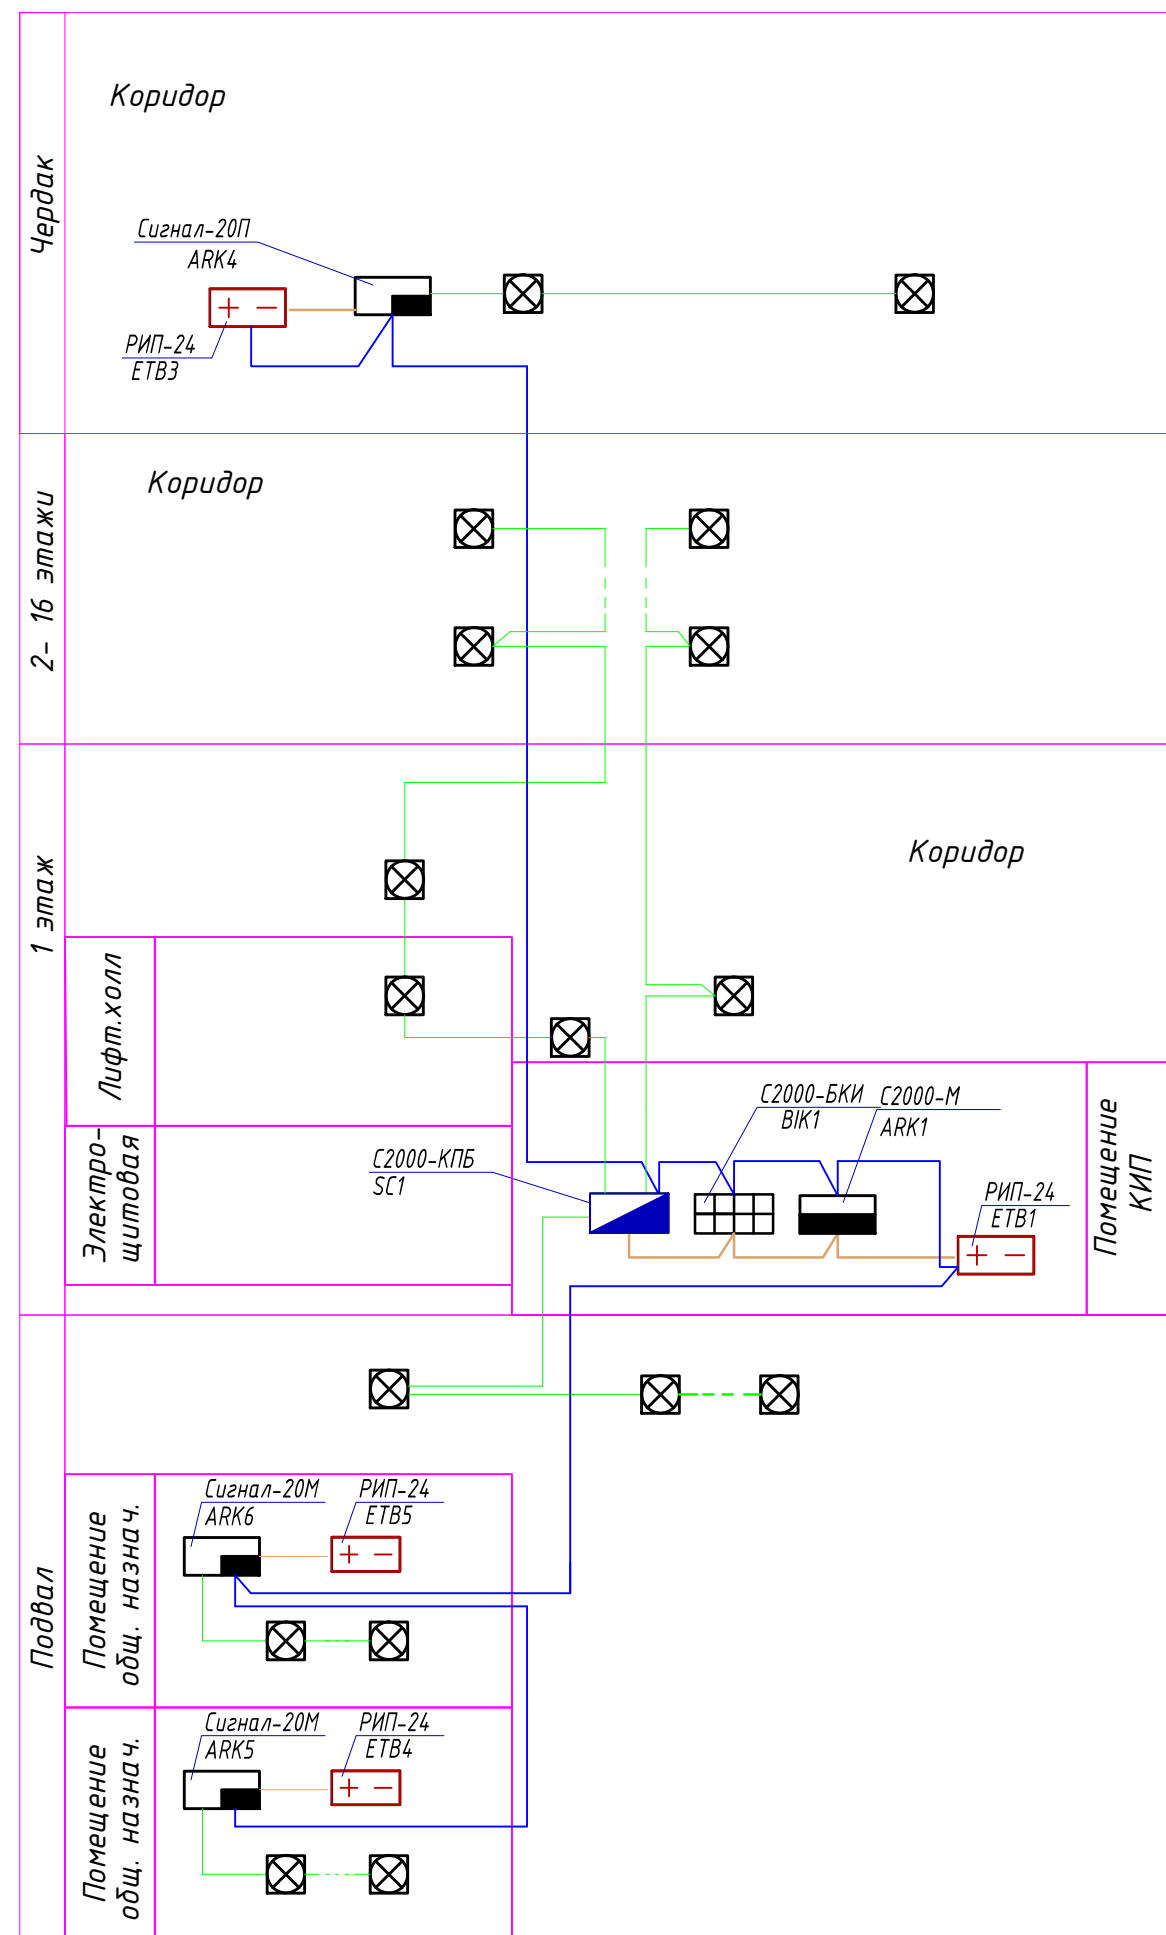 Чердак
Коридор
Сигнал-20П
ARK4
РИП-24
ETB3
2- 16 этажи
Коридор
1 этаж
Коридор
Лифт.холл
Электро-
щитовая
С2000-КПБ
SC1
С2000-БКИ
BIK1
С2000-М
ARK1
РИП-24
ETB1
Помещение
КИП
Подвал
Помещение
общ. назнач.
Сигнал-20М
ARK6
РИП-24
ETB5
Помещение
общ. назнач.
Сигнал-20М
ARK5
РИП-24
ETB4